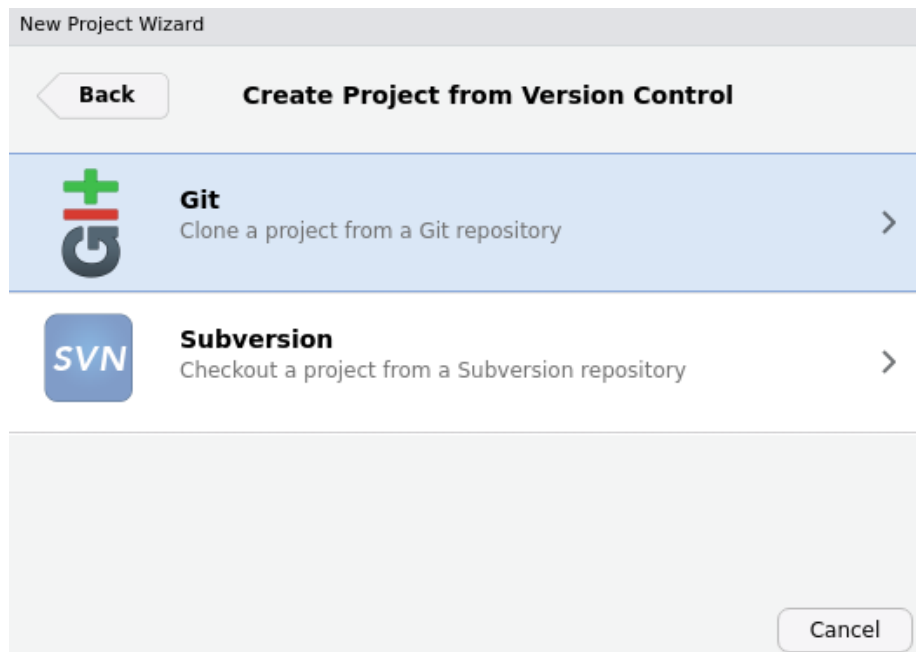 New Project Wizard
Back
Create Project from Version Control
Git
Git
Clone a project from a Git repository
SVN
Subversion
Checkout a project from a Subversion repository
Cancel